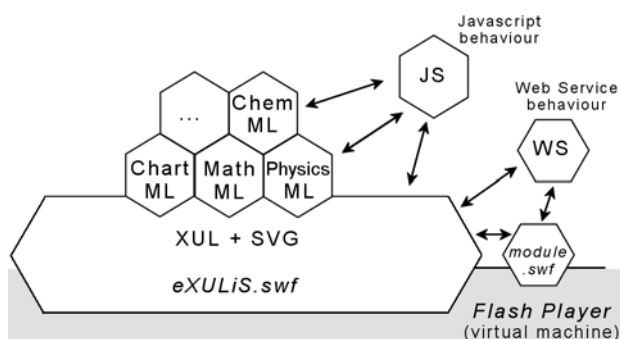 Javascript
behaviour
JS
Web Service
behaviour
WS
...
Chem
ML
Chart
ML
Math
ML
Physics
ML
XUL + SVG
eXULiS.swf
module
.swf
Flash Player
(virtual machine)